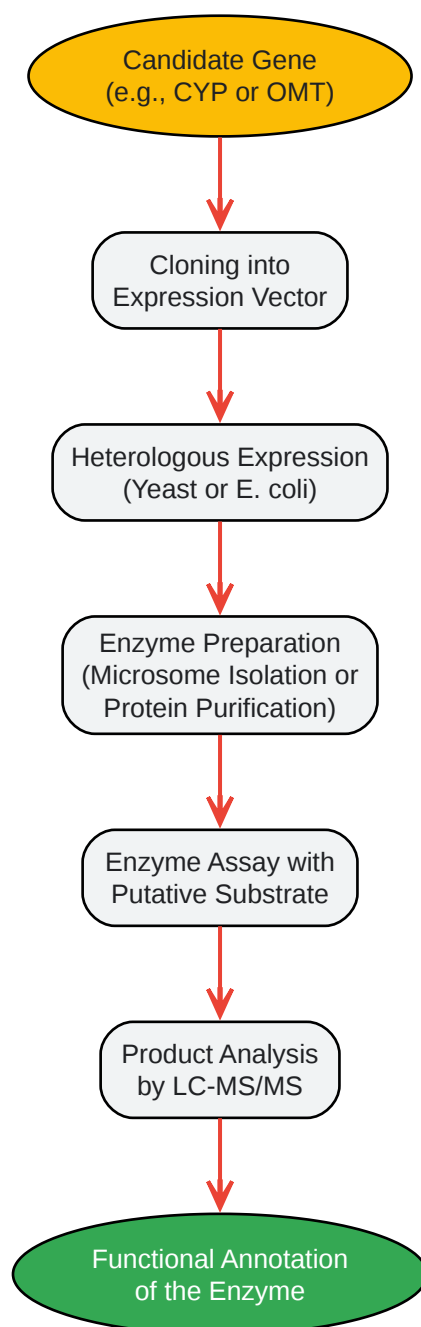 Candidate Gene
(e.g., CYP or OMT)
Cloning into
Expression Vector
Heterologous Expression
(Yeast or E. coli)
Enzyme Preparation
(Microsome Isolation or
Protein Purification)
Enzyme Assay with
Putative Substrate
Product Analysis
by LC-MS/MS
Functional Annotation
of the Enzyme